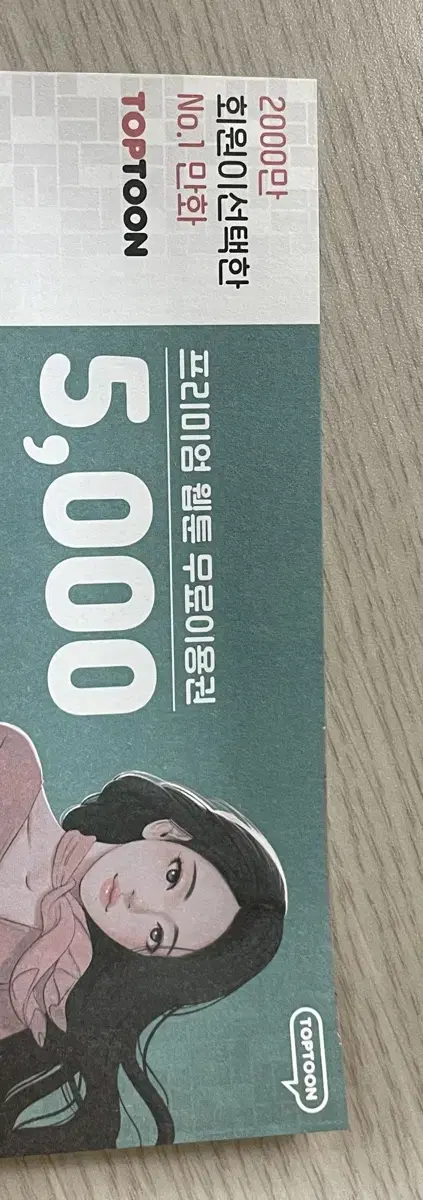 2000만
회원이선택한
No.1 만화
TOPTOON
프리미엄 웹툰 무료이용권
5,000
TOPTOON